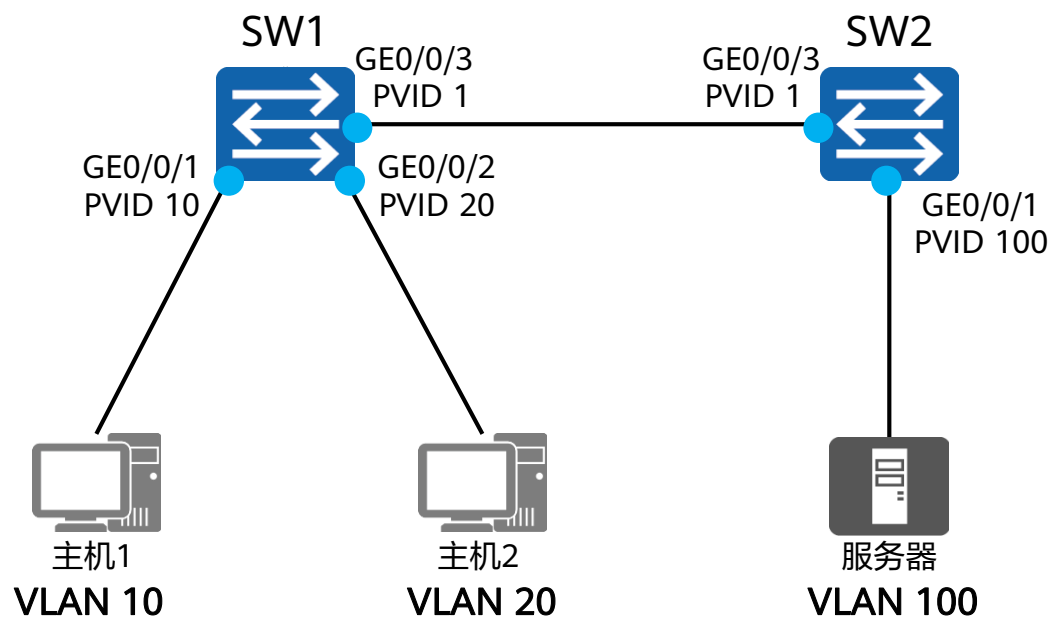 SW1
SW2
GE0/0/3
PVID 1
GE0/0/3
PVID 1
GE0/0/1
PVID 10
GE0/0/2
PVID 20
GE0/0/1
PVID 100
主机1
VLAN 10
主机2
VLAN 20
服务器
VLAN 100